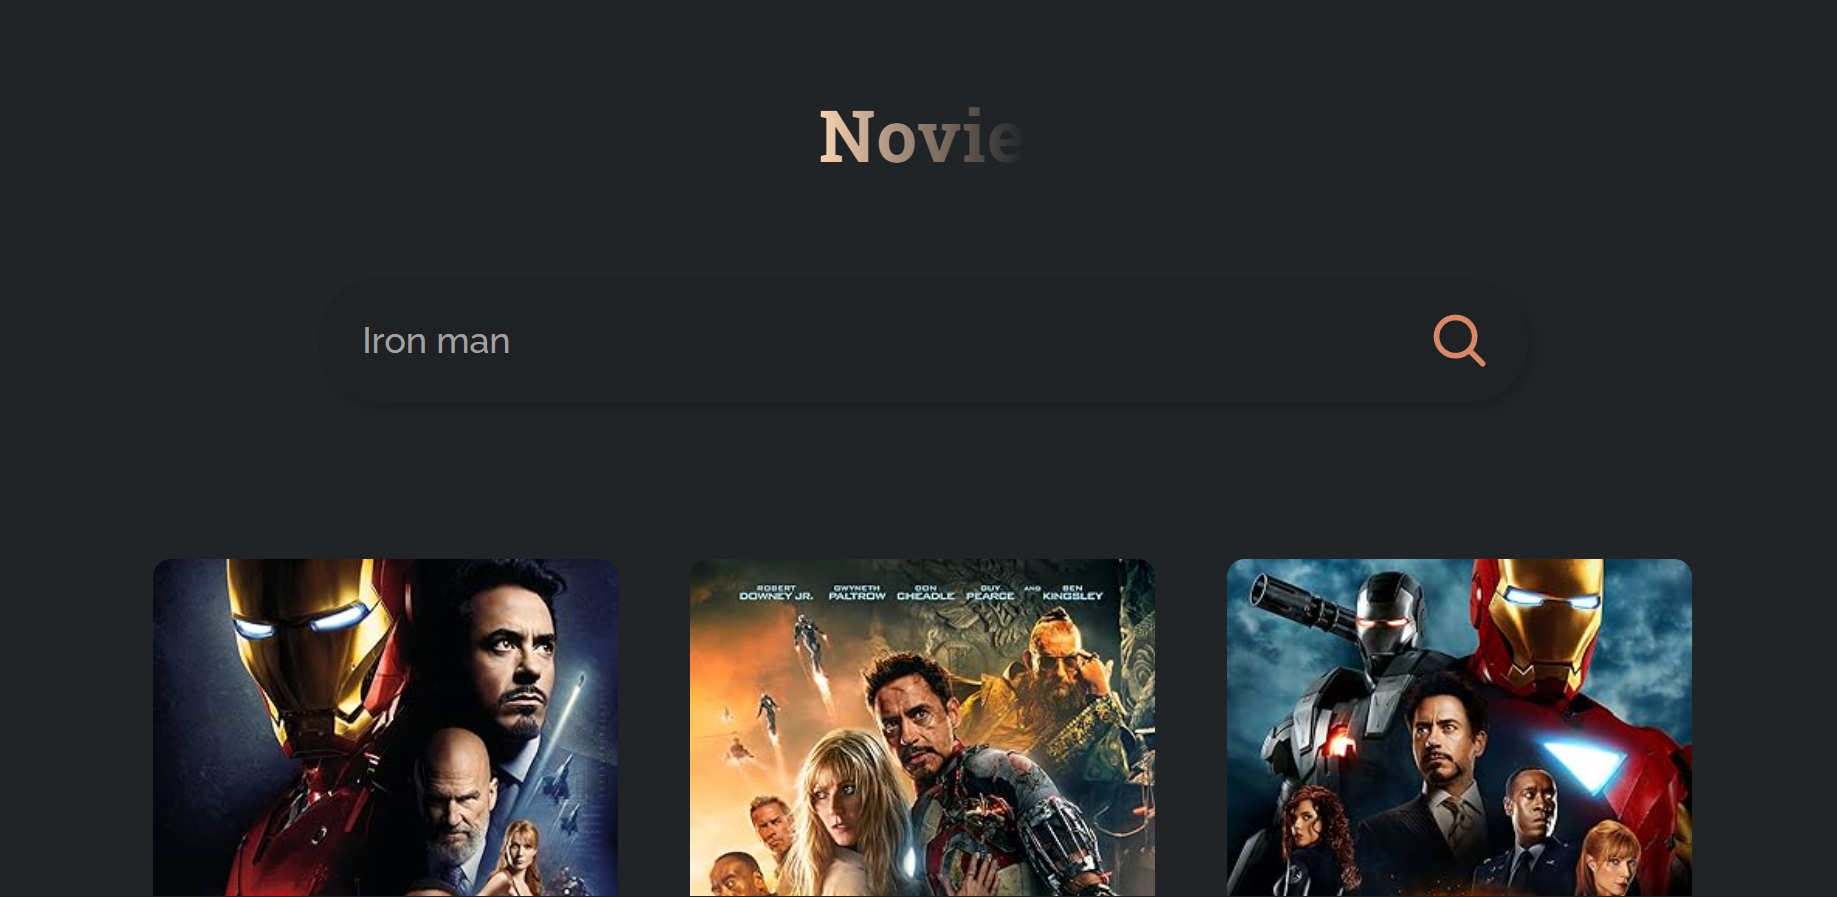 Novie
Iron man
ROBERT DOWNEY JR. GWYNETH PALTROW DON CHEADLE GUY PEARCE AND BEN KINGSLEY